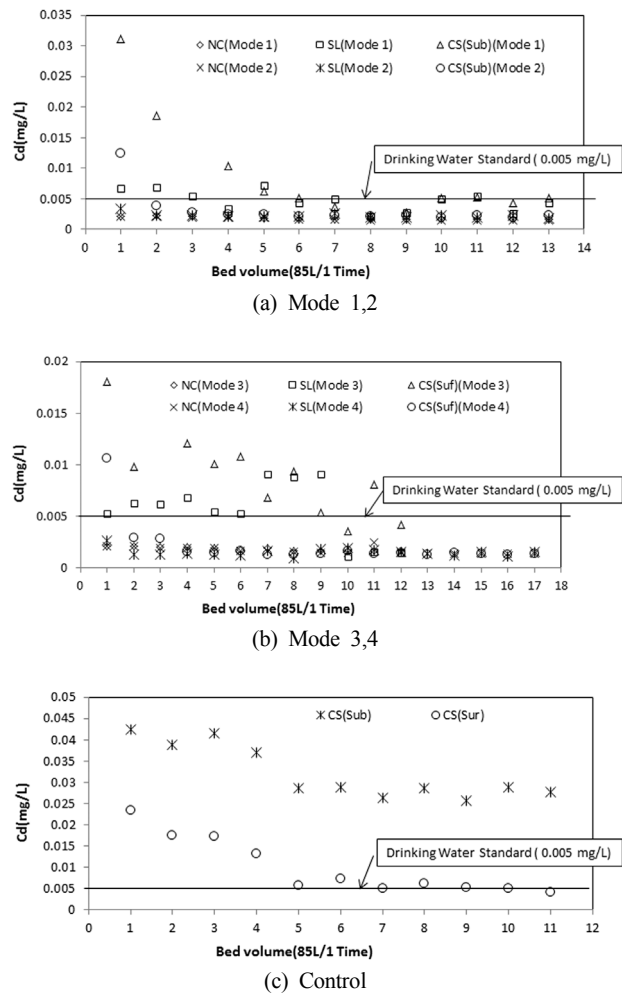 0.035
0.03
0.025
0.02
0.015
0.01
0.005
0
Cd(mg/L)
NC(Mode 1) SL(Mode 1) CS(Sub)(Mode 1)
NC(Mode 2) SL(Mode 2) CS(Sub)(Mode 2)
Drinking Water Standard ( 0.005 mg/L)
0 1 2 3 4 5 6 7 8 9 10 11 12 13 14
Bed volume(85L/1 Time)
(a) Mode 1,2
0.02
0.015
0.01
0.005
0
Cd(mg/L)
NC(Mode 3) SL(Mode 3) CS(Suf)(Mode 3)
NC(Mode 4) SL(Mode 4) CS(Suf)(Mode 4)
Drinking Water Standard ( 0.005 mg/L)
0 1 2 3 4 5 6 7 8 9 10 11 12 13 14 15 16 17 18
Bed volume(85L/1 Time)
(b) Mode 3,4
0.05
0.045
0.04
0.035
0.03
0.025
0.02
0.015
0.01
0.005
0
Cd(mg/L)
CS(Sub) CS(Sur)
Drinking Water Standard ( 0.005 mg/L)
0 1 2 3 4 5 6 7 8 9 10 11 12
Bed volume(85L/1 Time)
(c) Control